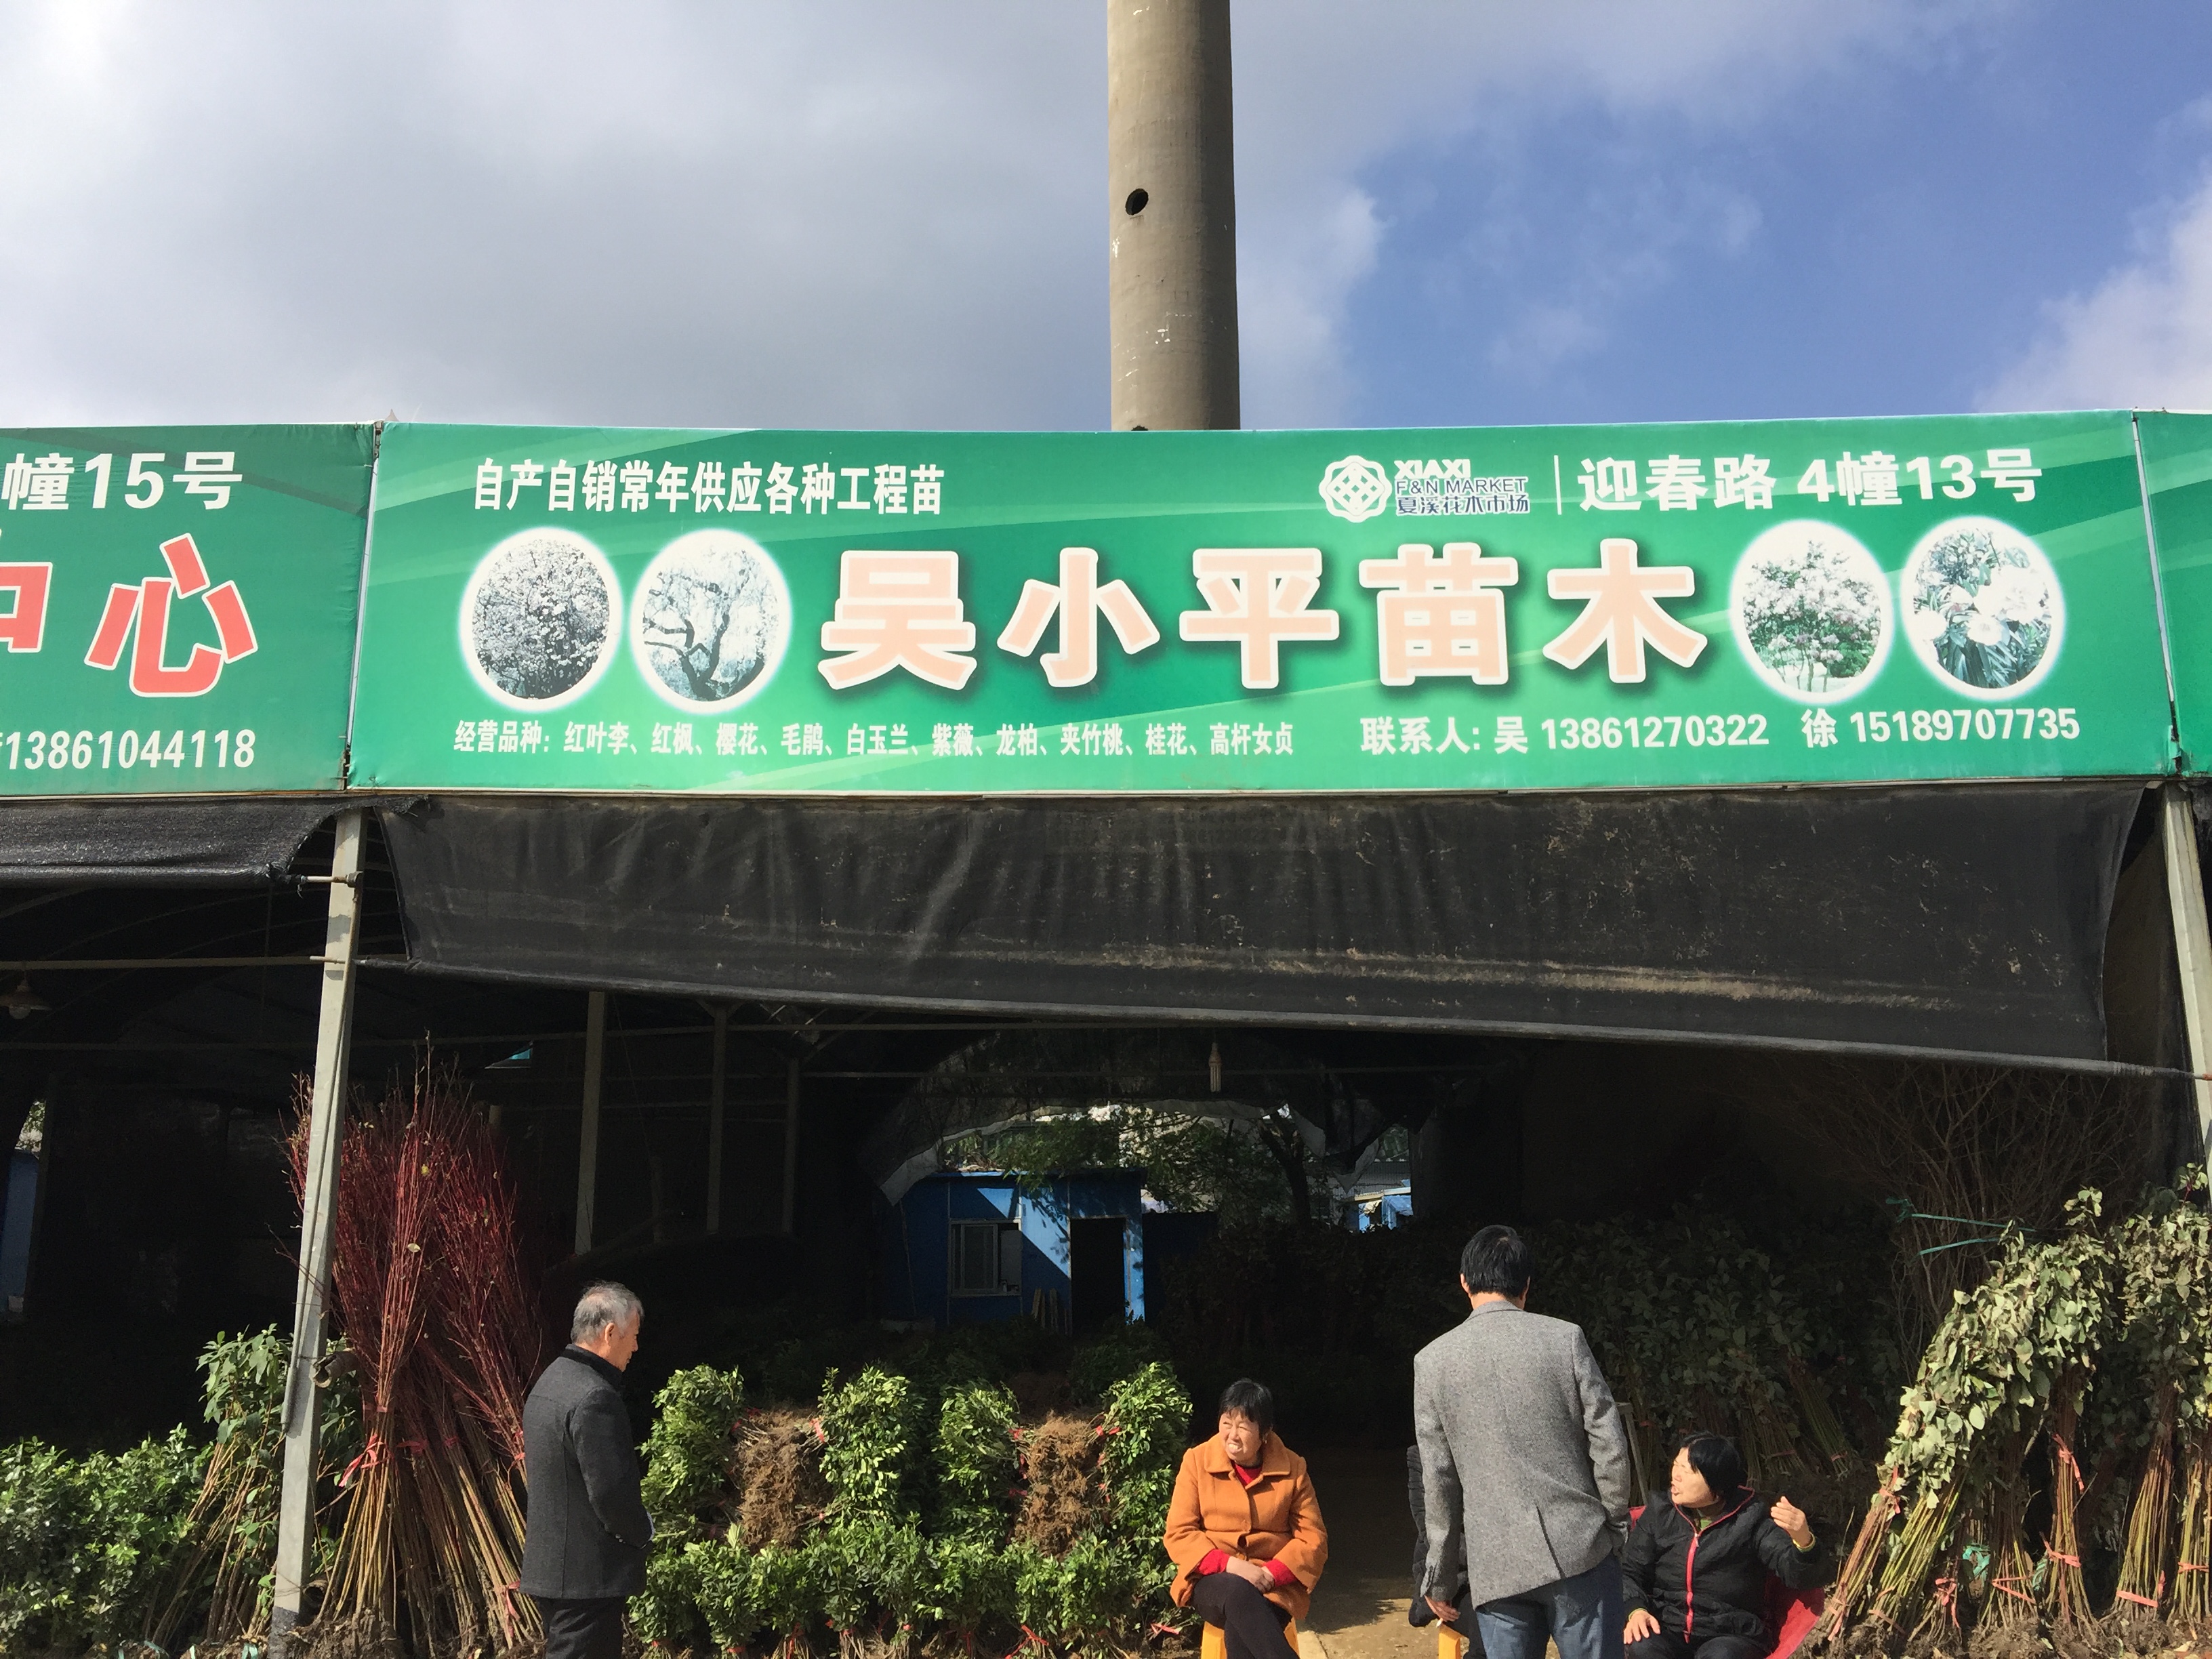 幢15号
中心
13861044118
自产自销常年供应各种工程苗
XIAXI
F&N MARKET
夏溪花木市场
迎春路 4幢13号
吴小平苗木
经营品种：红叶李、红枫、樱花、毛鹃、白玉兰、紫薇、龙柏、夹竹桃、桂花、高杆女贞
联系人：吴 13861270322 徐 15189707735